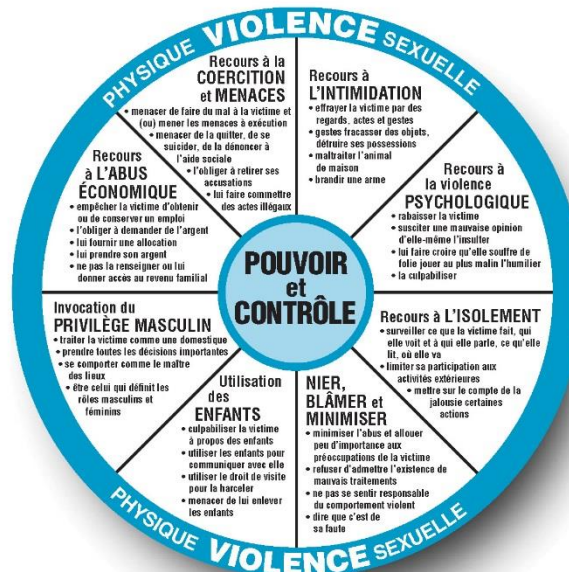 PHYSIQUE VIOLENCE SEXUELLE
Recours à la
COERCITION
et MENACES
• menacer de faire du mal à la victime et
(ou) mener les menaces à exécution
• menacer de la quitter, de se
suicider, de la dénoncer à
l'aide sociale
• l'obliger à retirer ses
accusations
• lui faire commettre
des actes illégaux
Recours à
L'INTIMIDATION
• effrayer la victime par des
regards, actes et gestes
• gestes fracasser des objets,
détruire ses possessions
• maltraiter l'animal
de maison
• brandir une arme
Recours à
la violence
PSYCHOLOGIQUE
• rabaisser la victime
• susciter une mauvaise opinion
d'elle-même l'insulter
• lui faire croire qu'elle souffre de
folie jouer au plus malin l'humilier
• la culpabiliser
Recours à L'ISOLEMENT
• surveiller ce que la victime fait, qui
elle voit et à qui elle parle, ce qu'elle
lit, où elle va
• limiter sa participation aux
activités extérieures
• mettre sur le compte de la
jalousie certaines
actions
NIER,
BLÂMER et
MINIMISER
• minimiser l'abus et allouer
peu d'importance aux
préoccupations de la victime
• refuser d'admettre l'existence de
mauvais traitements
• ne pas se sentir responsable
du comportement violent
• dire que c'est de
sa faute
Utilisation
des
ENFANTS
• culpabiliser la victime
à propos des enfants
• utiliser les enfants pour
communiquer avec elle
• utiliser le droit de visite
pour la harceler
• menacer de lui enlever
les enfants
Invocation du
PRIVILÈGE MASCULIN
• traiter la victime comme une domestique
• prendre toutes les décisions importantes
• se comporter comme le maître
des lieux
• être celui qui définit les
rôles masculins et
féminins
Recours
à L'ABUS
ÉCONOMIQUE
• empêcher la victime d'obtenir
ou de conserver un emploi
• l'obliger à demander de l'argent
• lui fournir une allocation
• lui prendre son argent
• ne pas la renseigner ou lui
donner accès au revenu familial
POUVOIR
et
CONTRÔLE
PHYSIQUE VIOLENCE SEXUELLE